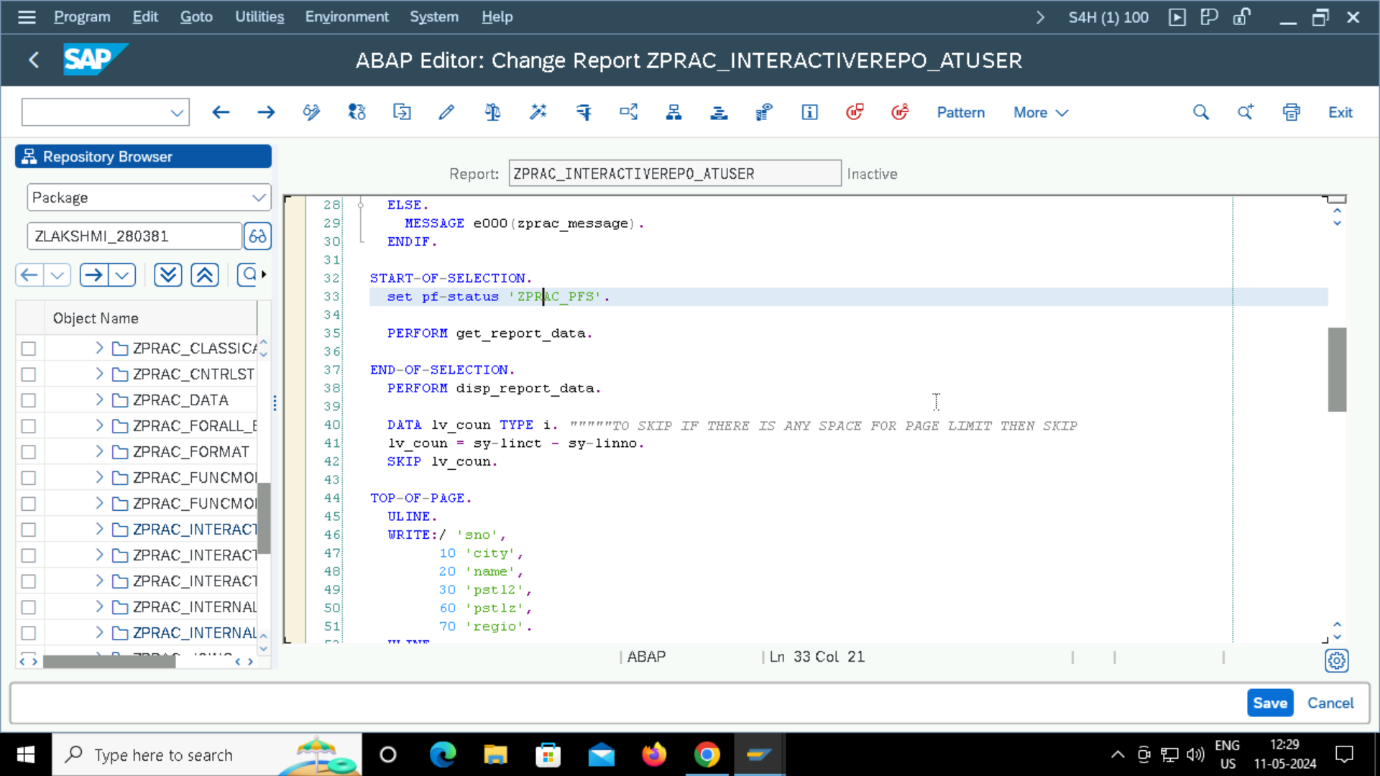 Program Edit Goto Utilities Environment System Help
S4H (1) 100
SAP
ABAP Editor: Change Report ZPRAC_INTERACTIVEREPO_ATUSER
Pattern More Exit
Repository Browser
Package
ZLAKSHMI_280381
Object Name
ZPRAC_CLASSICA
ZPRAC_CNTRLST
ZPRAC_DATA
ZPRAC_FORALL_E
ZPRAC_FORMAT
ZPRAC_FUNCMO
ZPRAC_FUNCMO
ZPRAC_INTERACT
ZPRAC_INTERACT
ZPRAC_INTERACT
ZPRAC_INTERNAL
ZPRAC_INTERNAL
Report: ZPRAC_INTERACTIVEREPO_ATUSER Inactive
28 ELSE.
29 MESSAGE e000(zprac_message).
30 ENDIF.
31
32 START-OF-SELECTION.
33 set pf-status 'ZPRAC_PFS'.
34
35 PERFORM get_report_data.
36
37 END-OF-SELECTION.
38 PERFORM disp_report_data.
39
40 DATA lv_coun TYPE i. """""TO SKIP IF THERE IS ANY SPACE FOR PAGE LIMIT THEN SKIP
41 lv_coun = sy-linct - sy-linno.
42 SKIP lv_coun.
43
44 TOP-OF-PAGE.
45 ULINE.
46 WRITE:/ 'sno',
47 10 'city',
48 20 'name',
49 30 'pstl2',
50 60 'pstlz',
51 70 'regio'.
ABAP Ln 33 Col 21
Save Cancel
Type here to search
ENG
US
12:29
11-05-2024